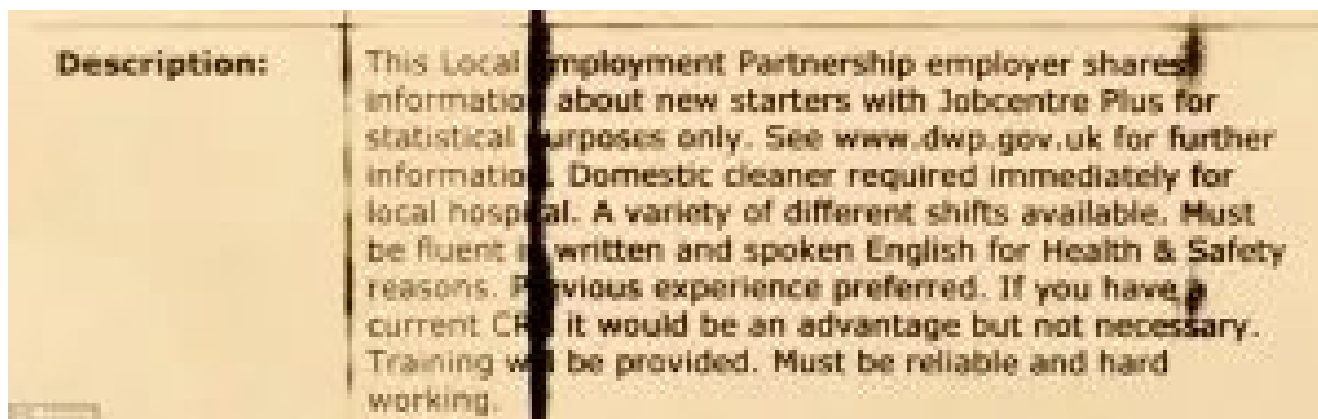 Description:
This Local Employment Partnership employer shares
information about new starters with Jobcentre Plus for
statistical purposes only. See www.dwp.gov.uk for further
information. Domestic cleaner required immediately for
local hospital. A variety of different shifts available. Must
be fluent in written and spoken English for Health & Safety
reasons. Previous experience preferred. If you have a
current CRB it would be an advantage but not necessary.
Training will be provided. Must be reliable and hard
working.